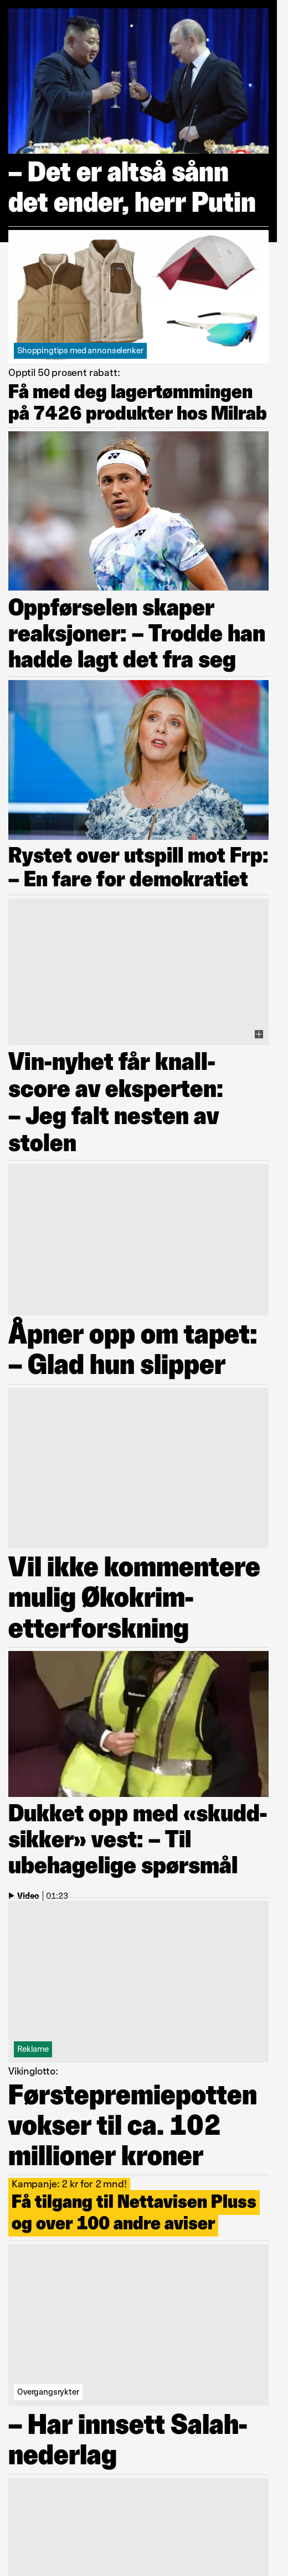 – Det er altså sånn
det ender, herr Putin
Shoppingtips med annonselenker
Opptil 50 prosent rabatt:
Få med deg lagertømmingen
på 7426 produkter hos Milrab
Oppførselen skaper
reaksjoner: – Trodde han
hadde lagt det fra seg
Rystet over utspill mot Frp:
– En fare for demokratiet
Vin-nyhet får knall-
score av eksperten:
– Jeg falt nesten av
stolen
Åpner opp om tapet:
– Glad hun slipper
Vil ikke kommentere
mulig Økokrim-
etterforskning
Dukket opp med «skudd-
sikker» vest: – Til
ubehagelige spørsmål
Video 01:23
Reklame
Vikinglotto:
Førstepremiepotten
vokser til ca. 102
millioner kroner
Kampanje: 2 kr for 2 mnd!
Få tilgang til Nettavisen Pluss
og over 100 andre aviser
Overgangsrykter
– Har innsett Salah-
nederlag